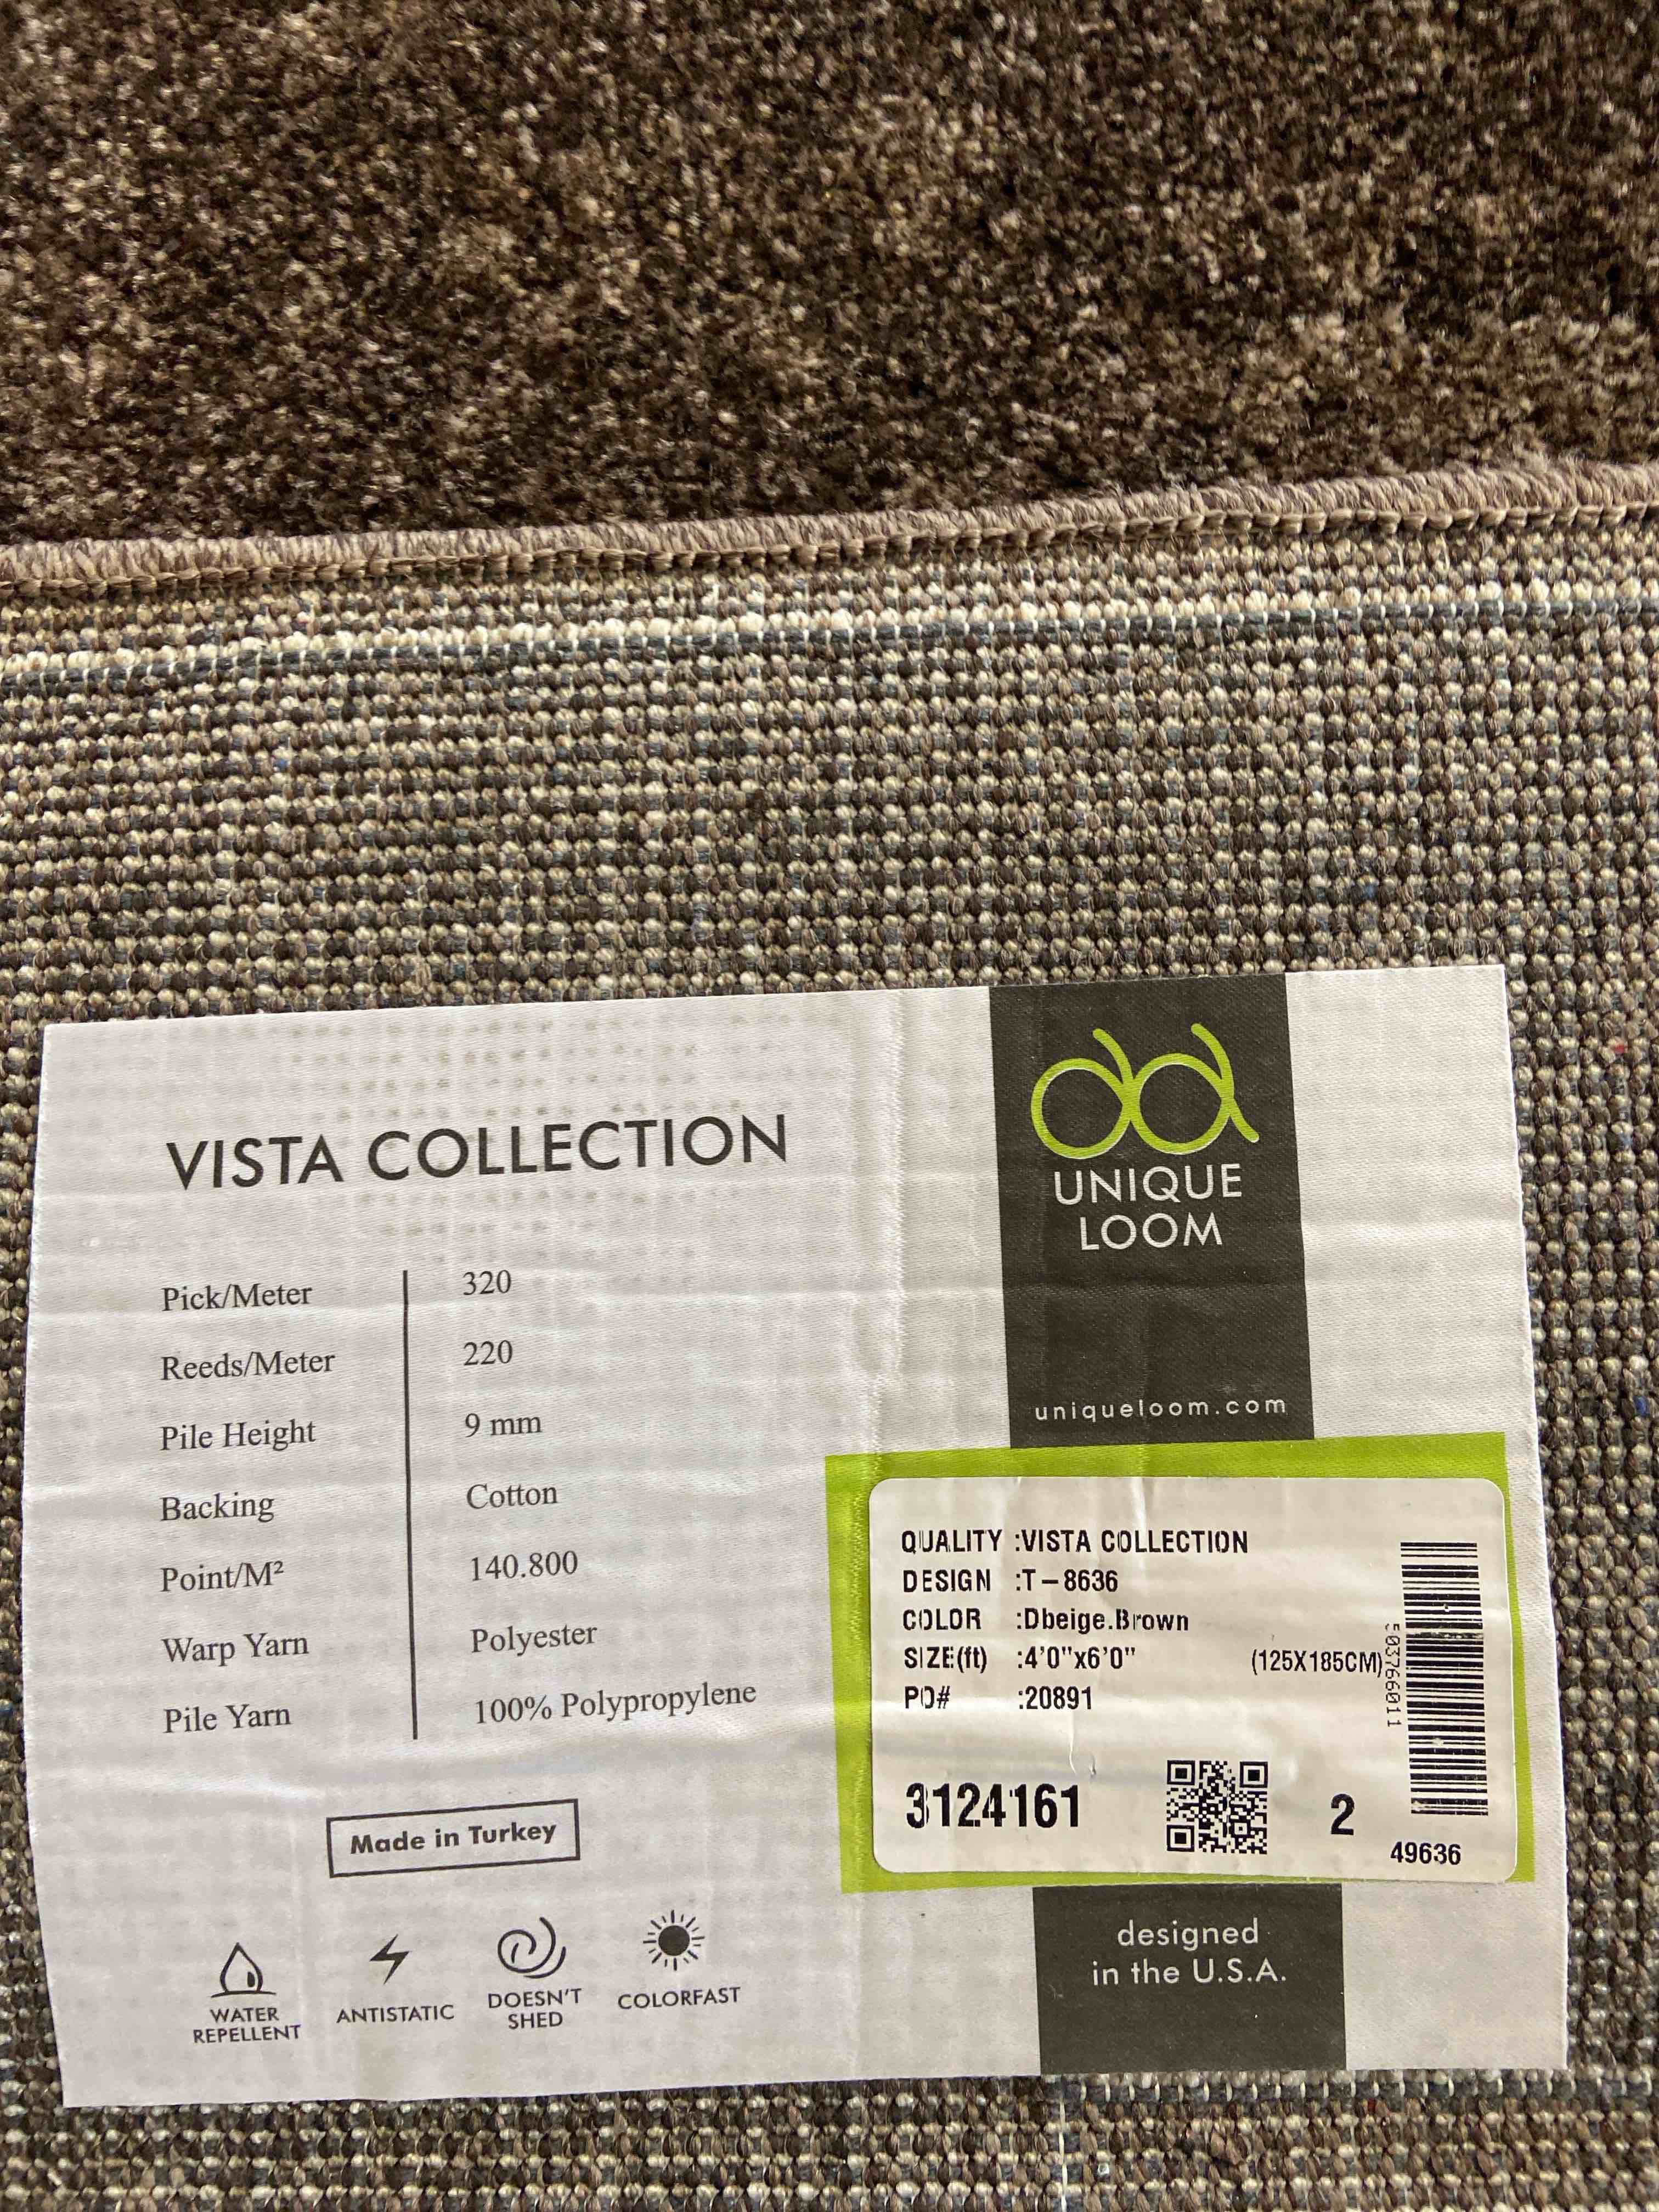 VISTA COLLECTION
Pick/Meter 320
Reeds/Meter 220
Pile Height 9 mm
Backing Cotton
Point/M² 140.800
Warp Yarn Polyester
Pile Yarn 100% Polypropylene
Made in Turkey
WATER
REPELLENT
ANTISTATIC
DOESN'T
SHED
COLORFAST
UNIQUE
LOOM
uniqueloom.com
QUALITY :VISTA COLLECTION
DESIGN :T-8636
COLOR :Dbeige.Brown
SIZE(ft) :4'0"x6'0" (125X185CM)
PO# :20891
50376011
3124161
2
49636
designed
in the U.S.A.